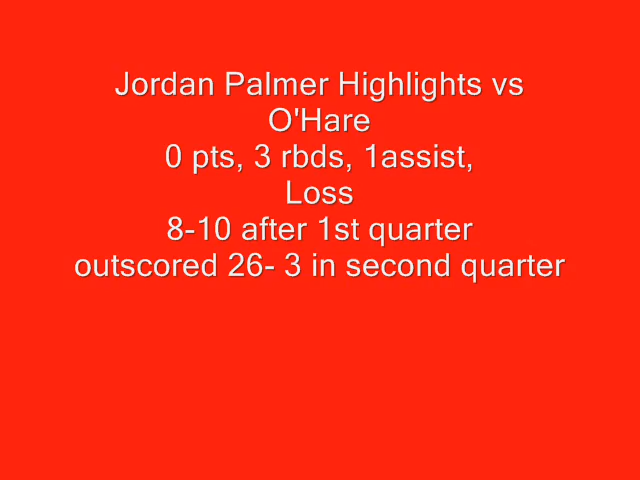 Jordan Palmer Highlights vs
O'Hare
0 pts, 3 rbds, 1assist,
Loss
8-10 after 1st quarter
outscored 26- 3 in second quarter